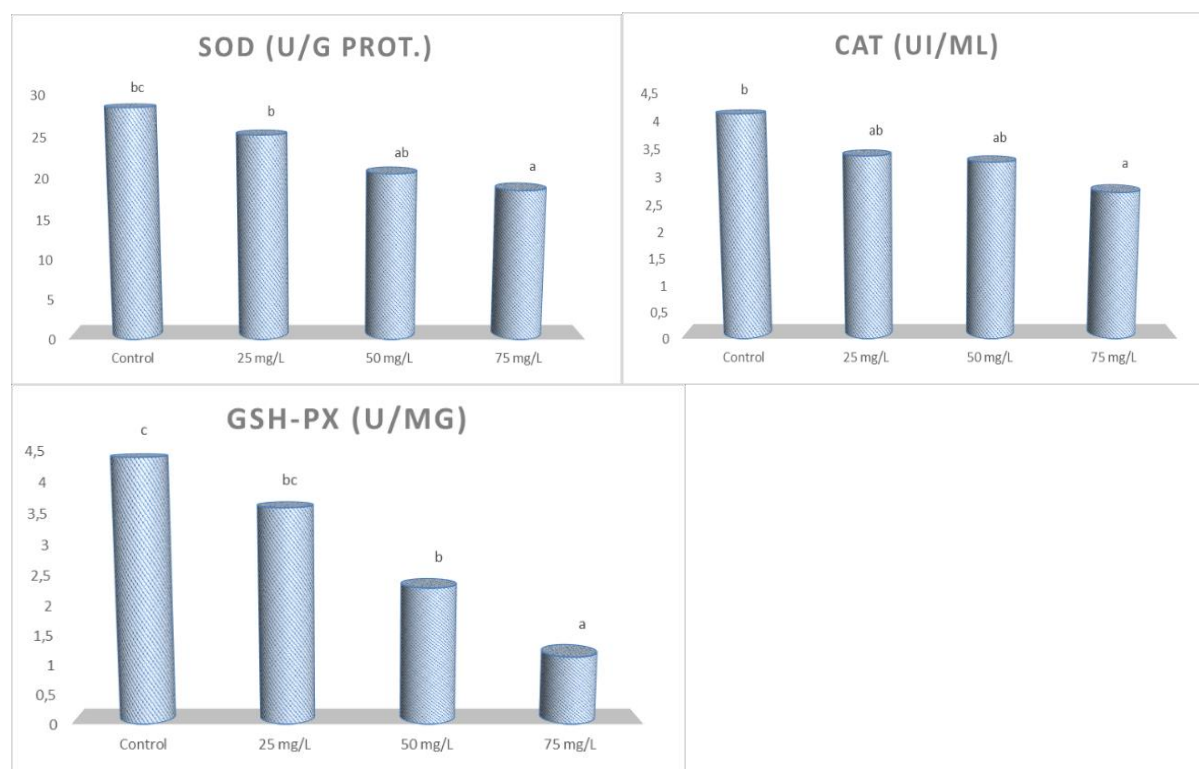 SOD (U/G PROT.)
30
25
20
15
10
5
0
bc
b
ab
a
Control
25 mg/L
50 mg/L
75 mg/L
CAT (UI/ML)
4,5
4
3,5
3
2,5
2
1,5
1
0,5
0
b
ab
ab
a
Control
25 mg/L
50 mg/L
75 mg/L
GSH-PX (U/MG)
4,5
4
3,5
3
2,5
2
1,5
1
0,5
0
c
bc
b
a
Control
25 mg/L
50 mg/L
75 mg/L